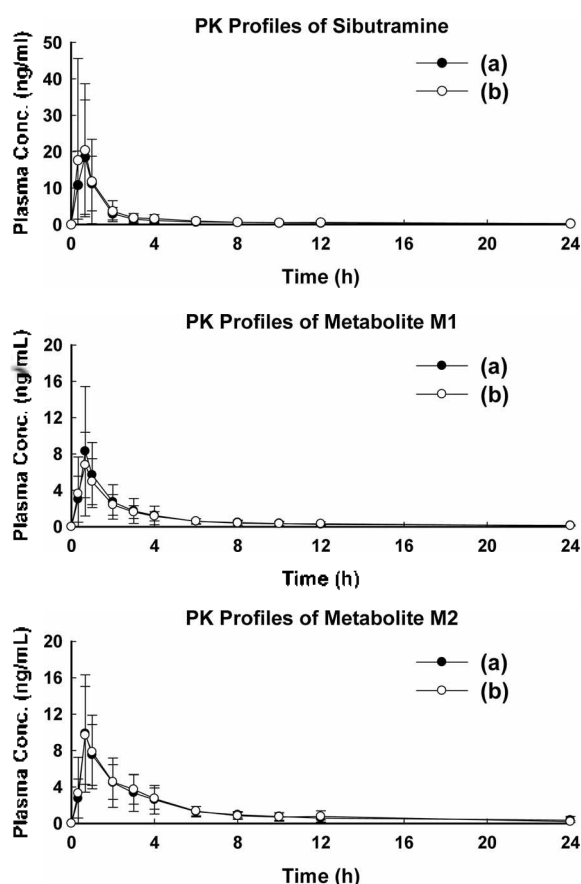 PK Profiles of Sibutramine
Plasma Conc. (ng/ml)
50
40
30
20
10
0
(a)
(b)
0 4 8 12 16 20 24
Time (h)
PK Profiles of Metabolite M1
Plasma Conc. (ng/mL)
20
16
12
8
4
0
(a)
(b)
0 4 8 12 16 20 24
Time (h)
PK Profiles of Metabolite M2
Plasma Conc. (ng/mL)
20
16
12
8
4
0
(a)
(b)
0 4 8 12 16 20 24
Time (h)